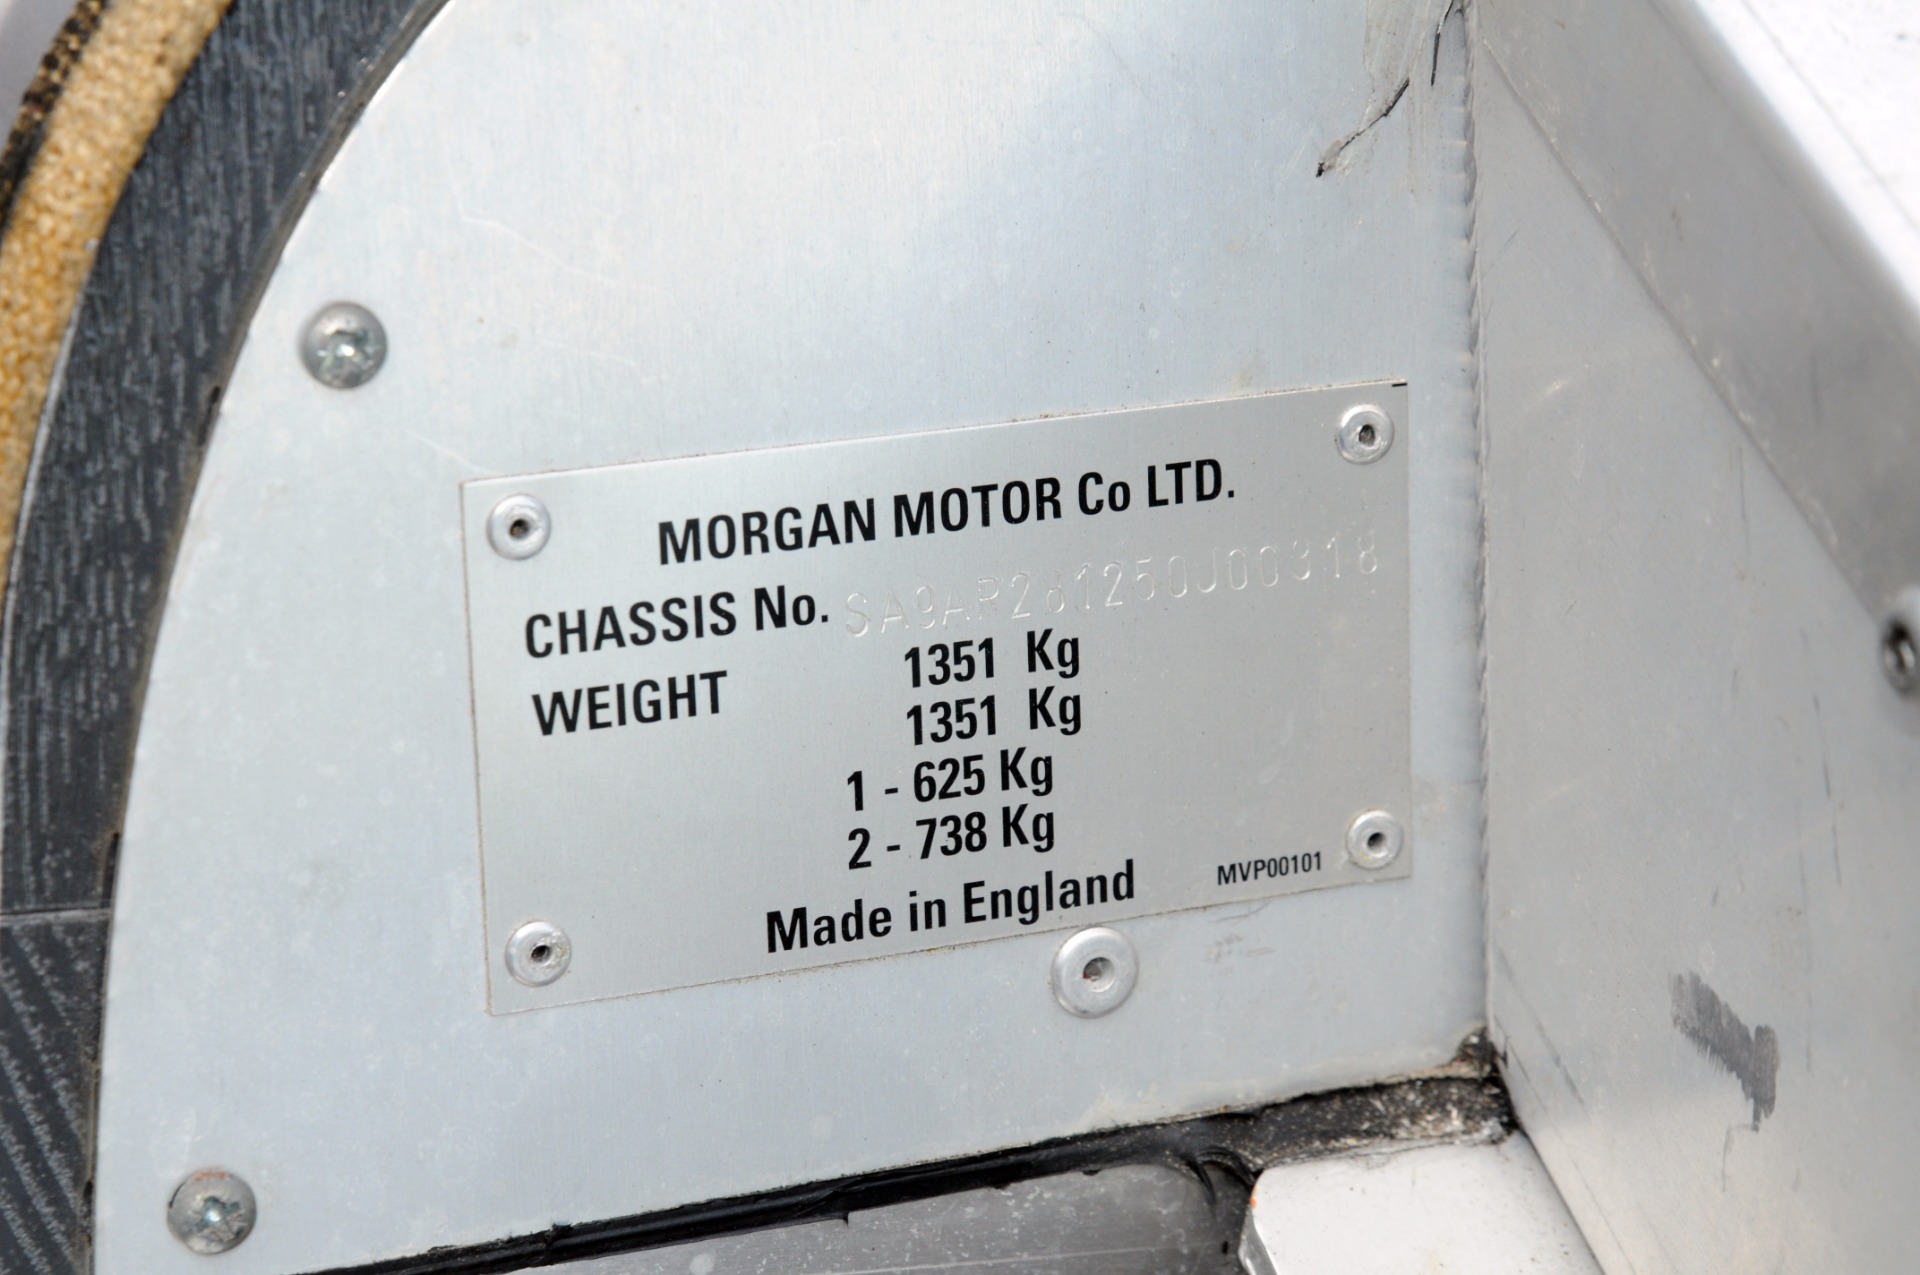 MORGAN MOTOR Co LTD.
CHASSIS No. SA9AR281250J00318
WEIGHT 1351 Kg
1351 Kg
1 - 625 Kg
2 - 738 Kg
Made in England
MVP00101